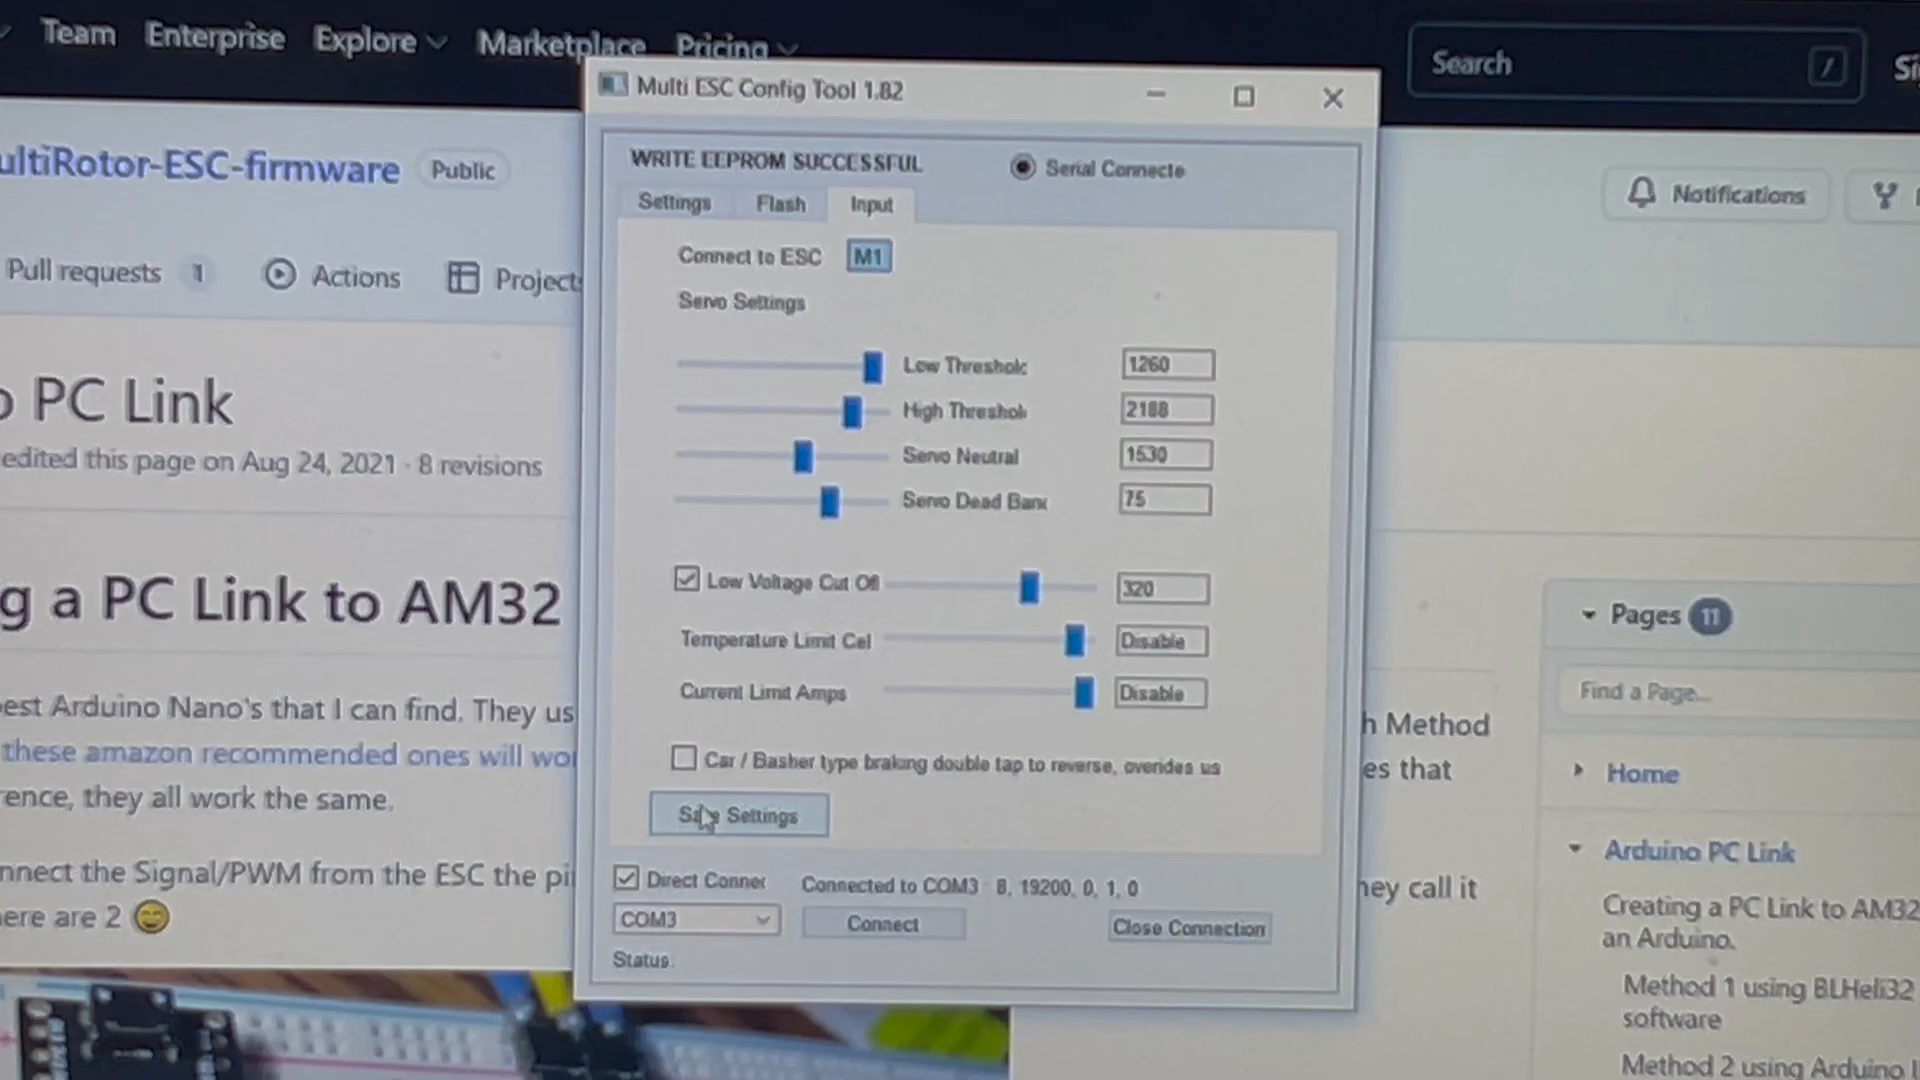 Team Enterprise Explore Marketplace Pricing
Search /
Multi ESC Config Tool 1.82
ultiRotor-ESC-firmware Public
Notifications
WRITE EEPROM SUCCESSFUL
Serial Connecte
Settings Flash Input
Pull requests 1 Actions Projects
Connect to ESC M1
Servo Settings
Low Threshold 1260
High Threshol 2188
Servo Neutral 1530
Servo Dead Banc 75
PC Link
edited this page on Aug 24, 2021 · 8 revisions
g a PC Link to AM32
Low Voltage Cut Off 320
Temperature Limit Cel Disable
Current Limit Amps Disable
Car / Basher type braking double tap to reverse, overides us
Save Settings
est Arduino Nano's that I can find. They us
these amazon recommended ones will wor
rence, they all work the same.
nnect the Signal/PWM from the ESC the pi
ere are 2 😄
h Method
es that
hey call it
Direct Connec Connected to COM3 : 8, 19200, 0, 1, 0
COM3 Connect Close Connection
Status:
Pages 11
Find a Page...
Home
Arduino PC Link
Creating a PC Link to AM32
an Arduino.
Method 1 using BLHeli32
software
Method 2 using Arduino I